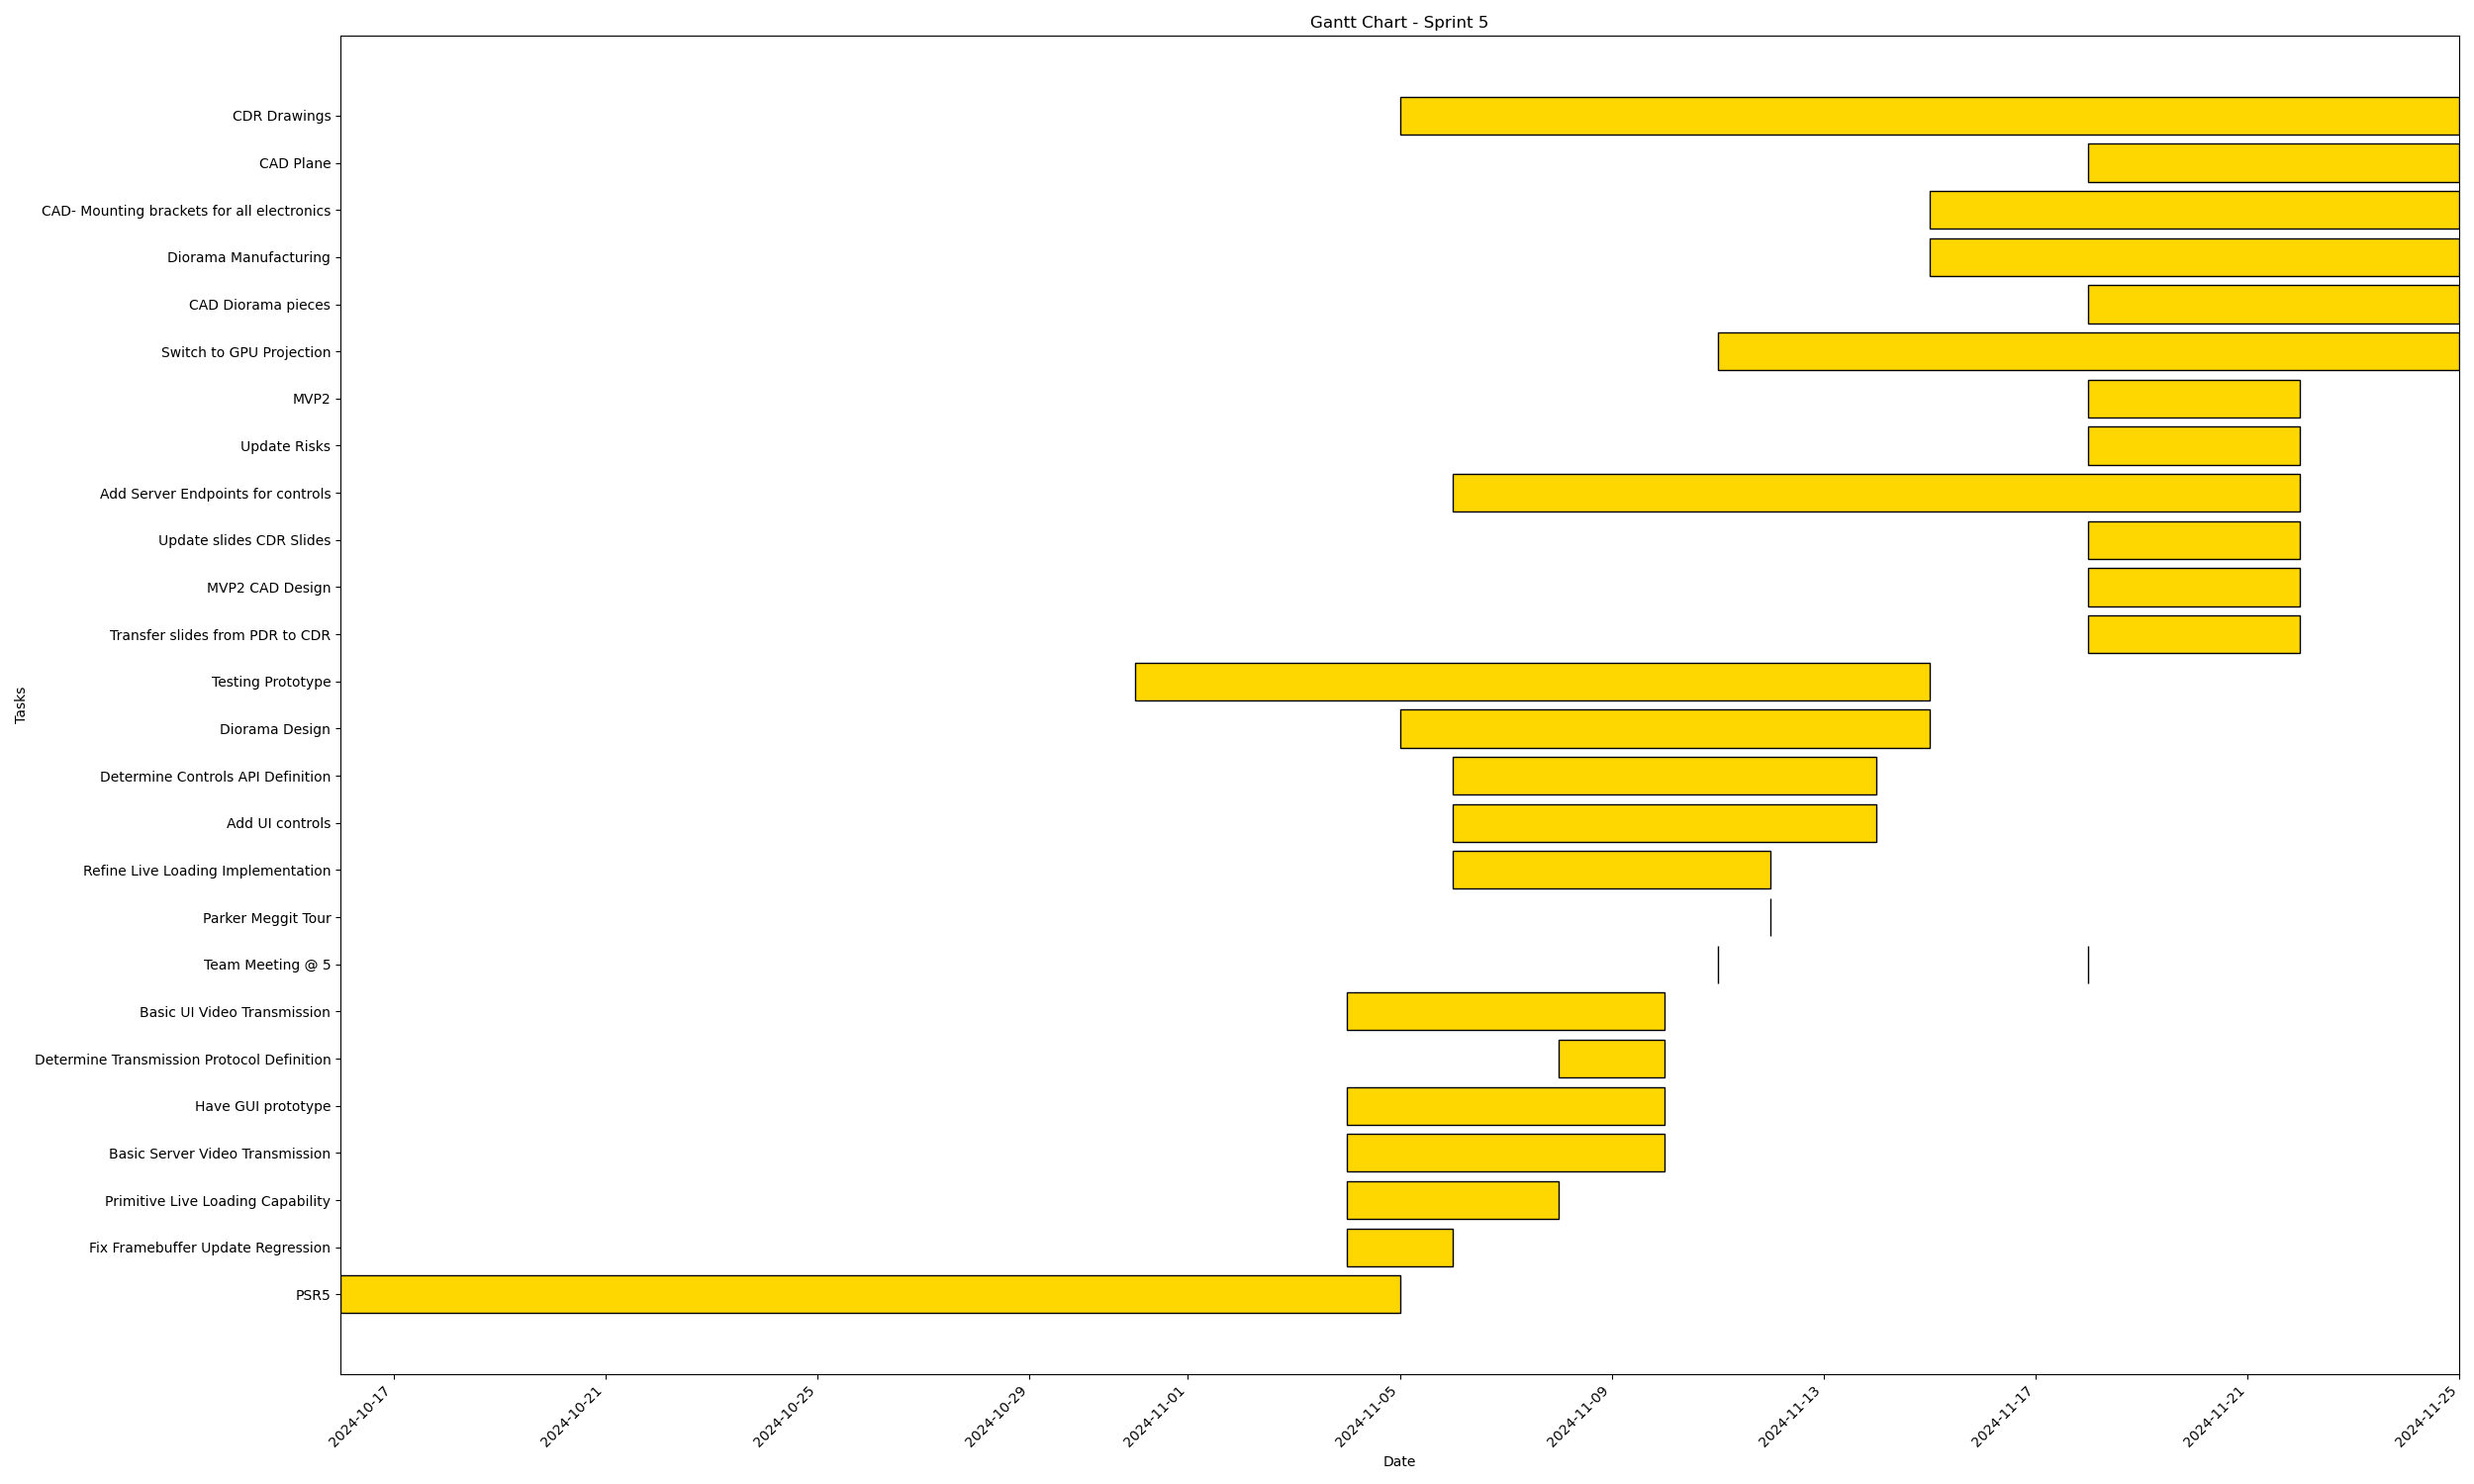 Gantt Chart - Sprint 5
CDR Drawings
CAD Plane
CAD- Mounting brackets for all electronics
Diorama Manufacturing
CAD Diorama pieces
Switch to GPU Projection
MVP2
Update Risks
Add Server Endpoints for controls
Update slides CDR Slides
MVP2 CAD Design
Transfer slides from PDR to CDR
Testing Prototype
Diorama Design
Determine Controls API Definition
Add UI controls
Refine Live Loading Implementation
Parker Meggit Tour
Team Meeting @ 5
Basic UI Video Transmission
Determine Transmission Protocol Definition
Have GUI prototype
Basic Server Video Transmission
Primitive Live Loading Capability
Fix Framebuffer Update Regression
PSR5
Tasks
2024-10-17
2024-10-21
2024-10-25
2024-10-29
2024-11-01
2024-11-05
2024-11-09
2024-11-13
2024-11-17
2024-11-21
2024-11-25
Date